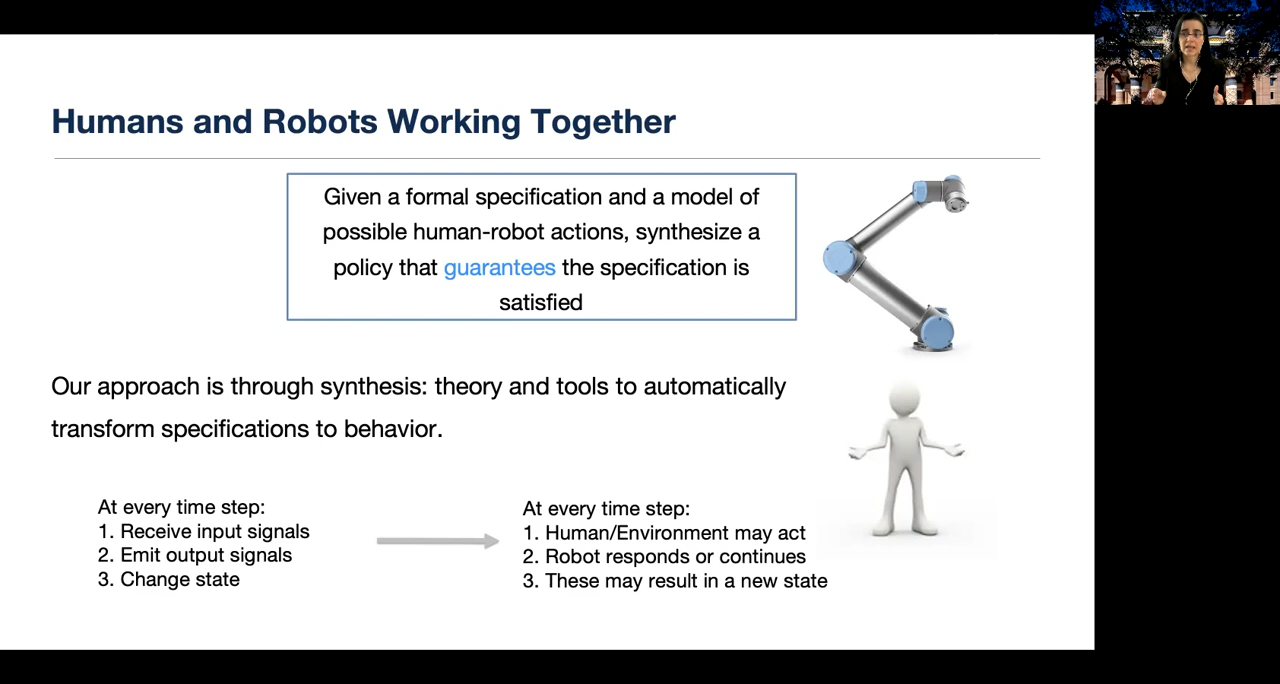 Humans and Robots Working Together
Given a formal specification and a model of
possible human-robot actions, synthesize a
policy that guarantees the specification is
satisfied
Our approach is through synthesis: theory and tools to automatically
transform specifications to behavior.
At every time step:
1. Receive input signals
2. Emit output signals
3. Change state
At every time step:
1. Human/Environment may act
2. Robot responds or continues
3. These may result in a new state